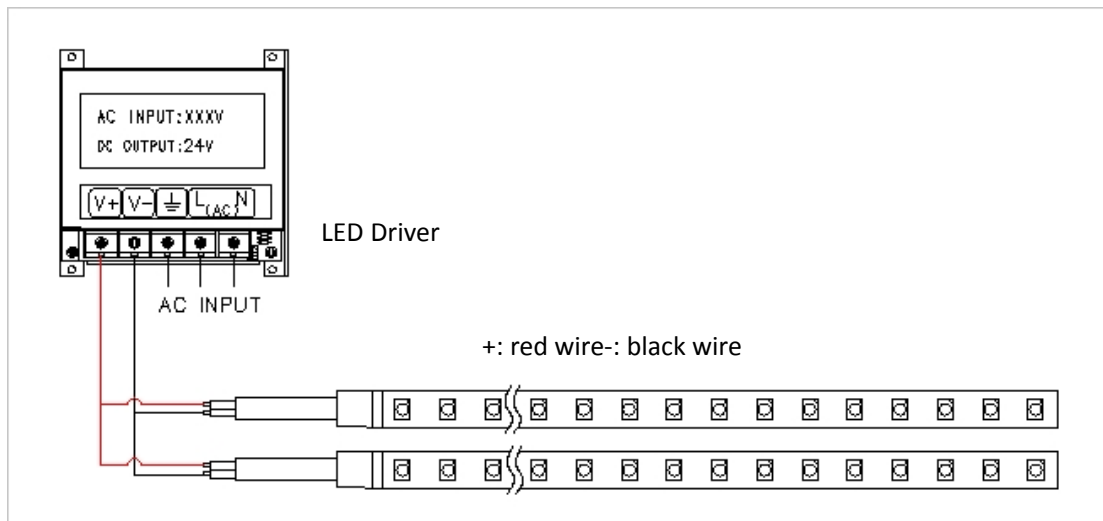 AC INPUT:XXXV
DC OUTPUT:24V
V+ V- L(AC)N
LED Driver
AC INPUT
+: red wire-: black wire